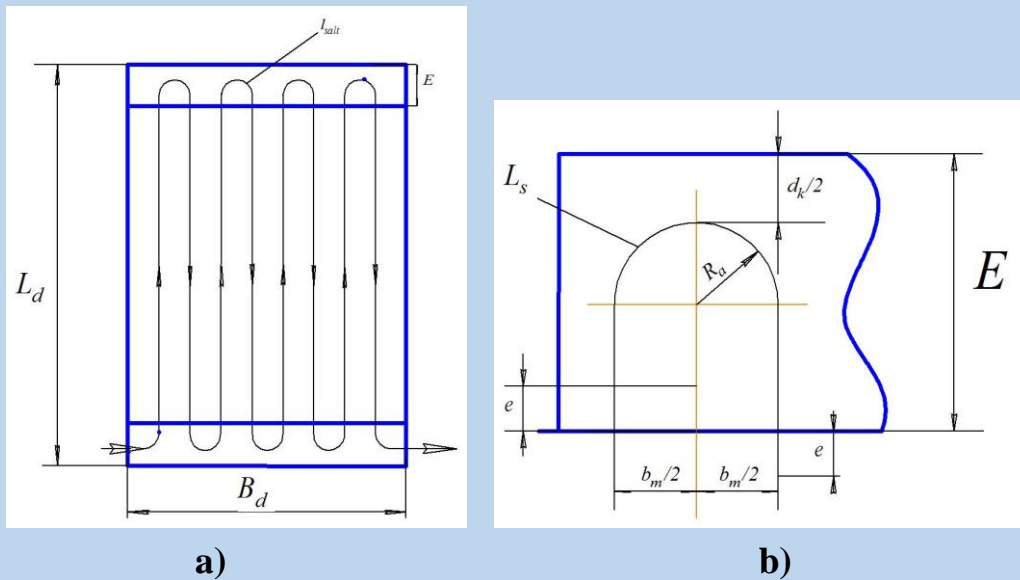 l_salt
E
L_d
B_d
a)
d_k/2
L_s
R_a
E
e
e
b_m/2
b_m/2
b)